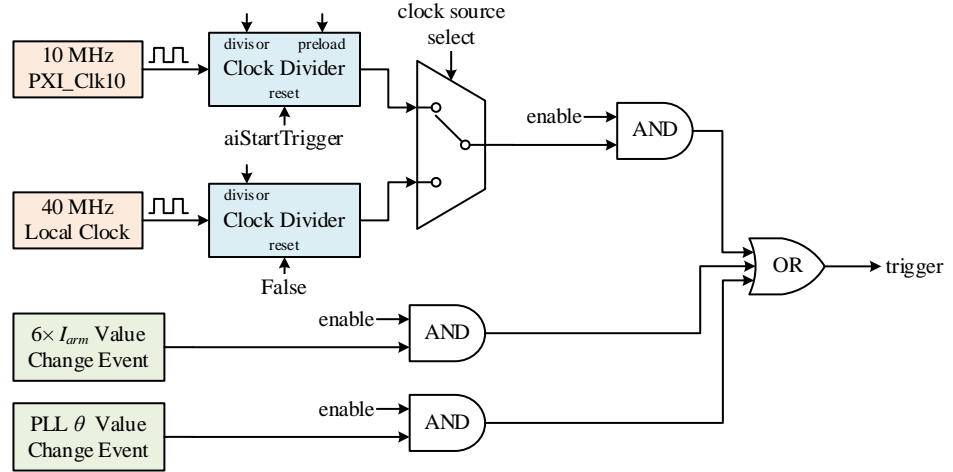 clock source
select
10 MHz
PXI_Clk10
divisor preload
Clock Divider
reset
aiStartTrigger
enable
AND
40 MHz
Local Clock
divisor
Clock Divider
reset
False
OR
trigger
6× I_arm Value
Change Event
enable
AND
PLL θ Value
Change Event
enable
AND